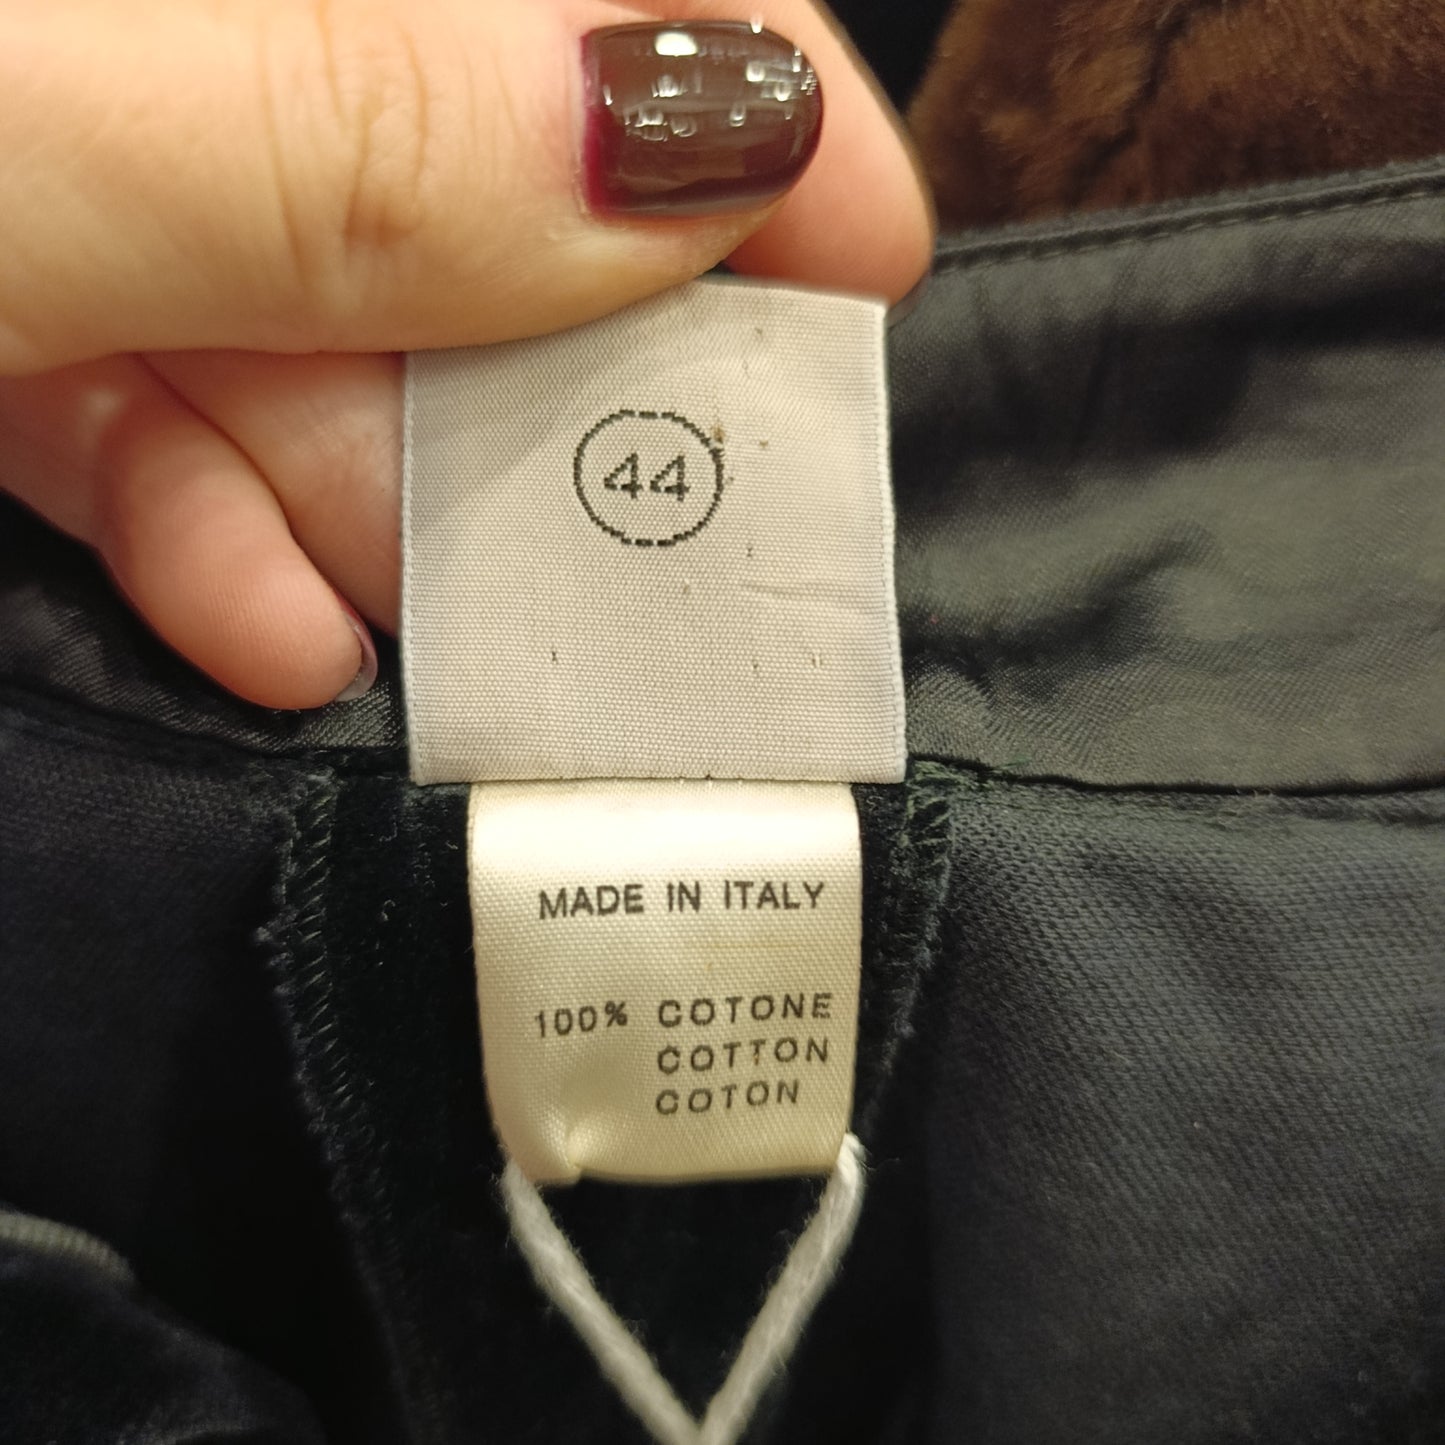 44
MADE IN ITALY
100% COTONE
COTTON
COTON